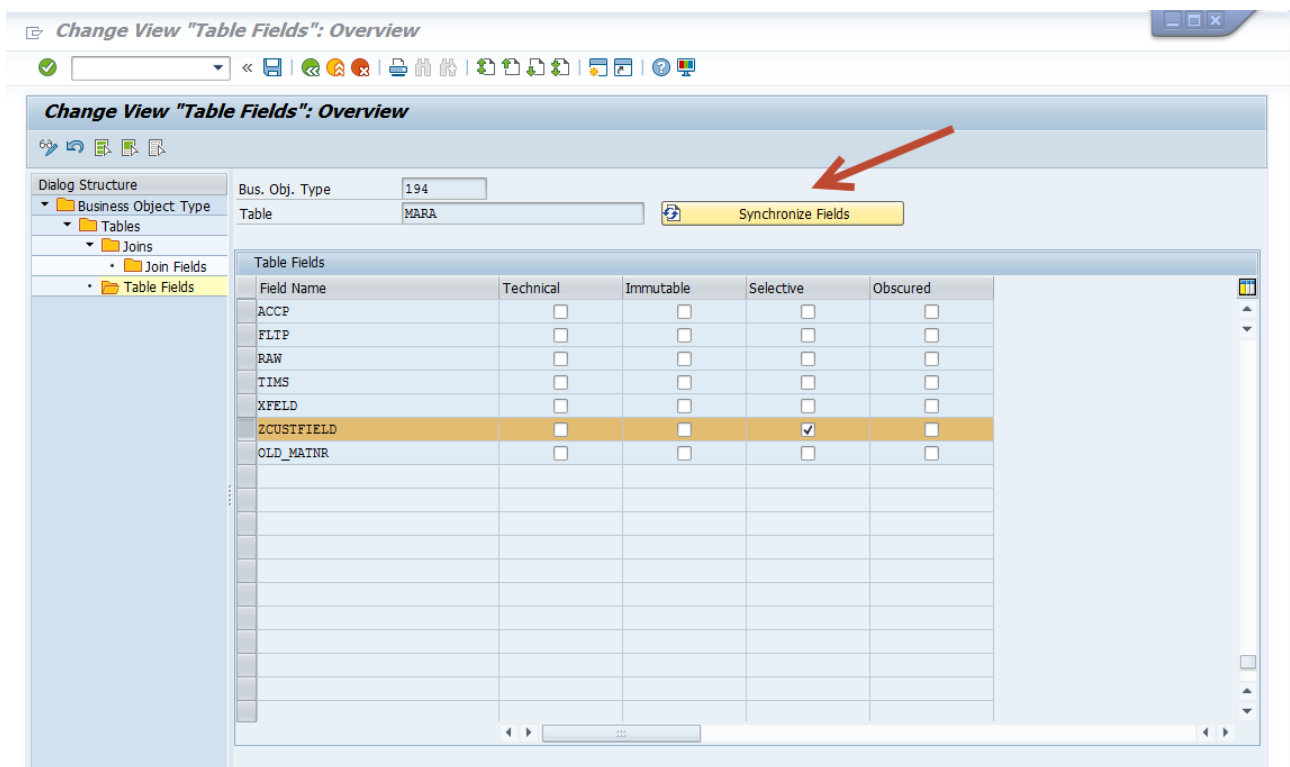 Change View "Table Fields": Overview
Change View "Table Fields": Overview
Dialog Structure
Business Object Type
Tables
Joins
Join Fields
Table Fields
Bus. Obj. Type 194
Table MARA Synchronize Fields
Table Fields
Field Name Technical Immutable Selective Obscured
ACCP
FLTP
RAW
TIMS
XFELD
ZCUSTFIELD
OLD_MATNR